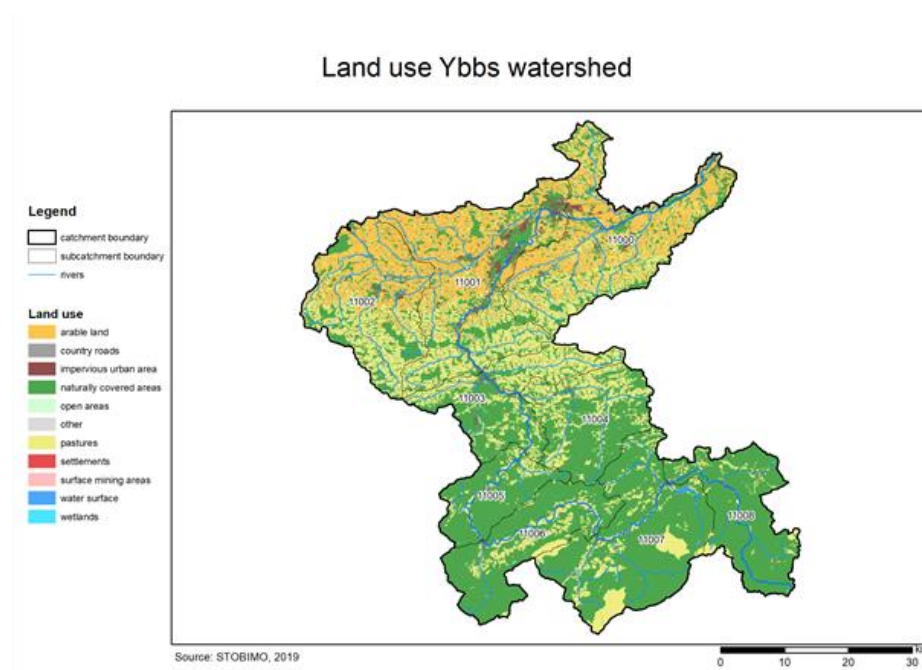 Land use Ybbs watershed
Legend
catchment boundary
subcatchment boundary
rivers
Land use
arable land
country roads
impervious urban area
naturally covered areas
open areas
other
pastures
settlements
surface mining areas
water surface
wetlands
11000
11001
11002
11003
11004
11005
11006
11007
11008
Source: STOBIMO, 2019
0 10 20 30